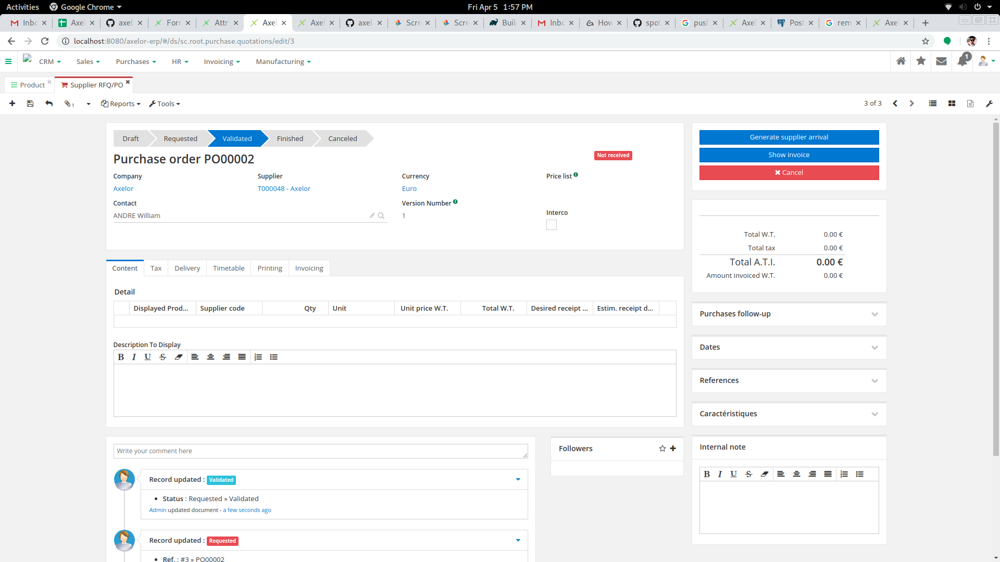 Activities Google Chrome Fri Apr 5 1:57 PM
Inbo Axel axel Forn Attrs Axel Axel axel Scre Scre Buil Inbo How spot pus Axel Post rem Axel
localhost:8080/axelor-erp/#/ds/sc.root.purchase.quotations/edit/3
CRM Sales Purchases HR Invoicing Manufacturing 1
Product Supplier RFQ/PO
1 Reports Tools 3 of 3
Draft Requested Validated Finished Canceled
Purchase order PO00002 Not received
Company Supplier Currency Price list
Axelor T000048 - Axelor Euro
Contact Version Number
ANDRE William 1 Interco
Generate supplier arrival
Show invoice
Cancel
Total W.T. 0.00 €
Total tax 0.00 €
Total A.T.I. 0.00 €
Amount invoiced W.T. 0.00 €
Content Tax Delivery Timetable Printing Invoicing
Detail
Displayed Prod... Supplier code Qty Unit Unit price W.T. Total W.T. Desired receipt ... Estim. receipt d...
Description To Display
B I U S
Purchases follow-up
Dates
References
Caractéristiques
Internal note
B I U S
Write your comment here
Followers
Record updated : Validated
Status : Requested » Validated
Admin updated document - a few seconds ago
Record updated : Requested
Ref. : #3 » PO00002